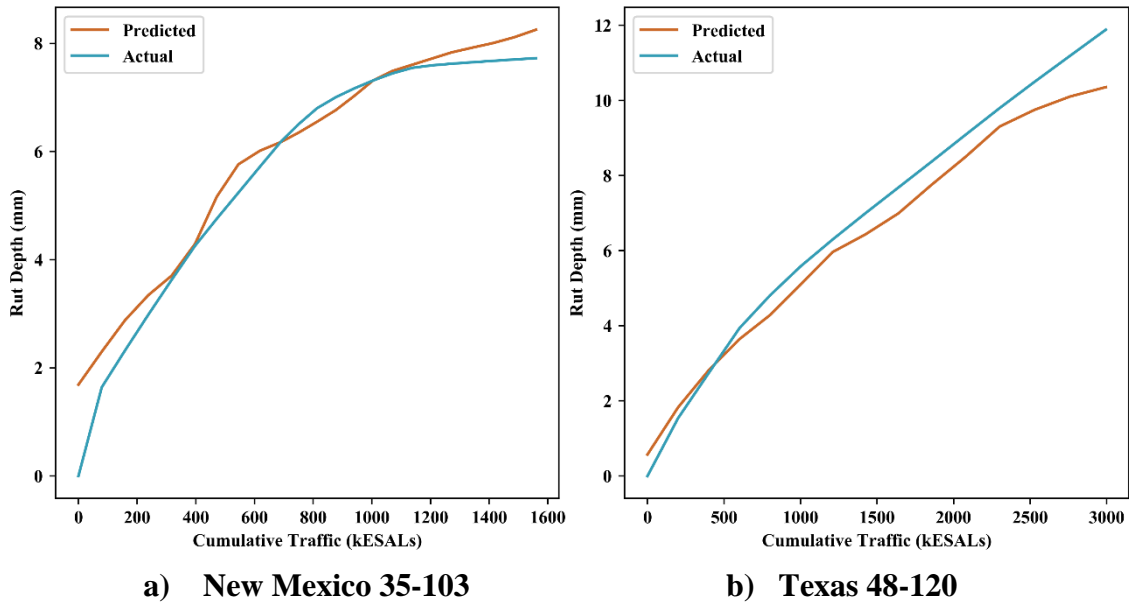 Predicted
Actual
8
6
4
2
0
Rut Depth (mm)
0 200 400 600 800 1000 1200 1400 1600
Cumulative Traffic (kESALs)
a) New Mexico 35-103
Predicted
Actual
12
10
8
6
4
2
0
Rut Depth (mm)
0 500 1000 1500 2000 2500 3000
Cumulative Traffic (kESALs)
b) Texas 48-120